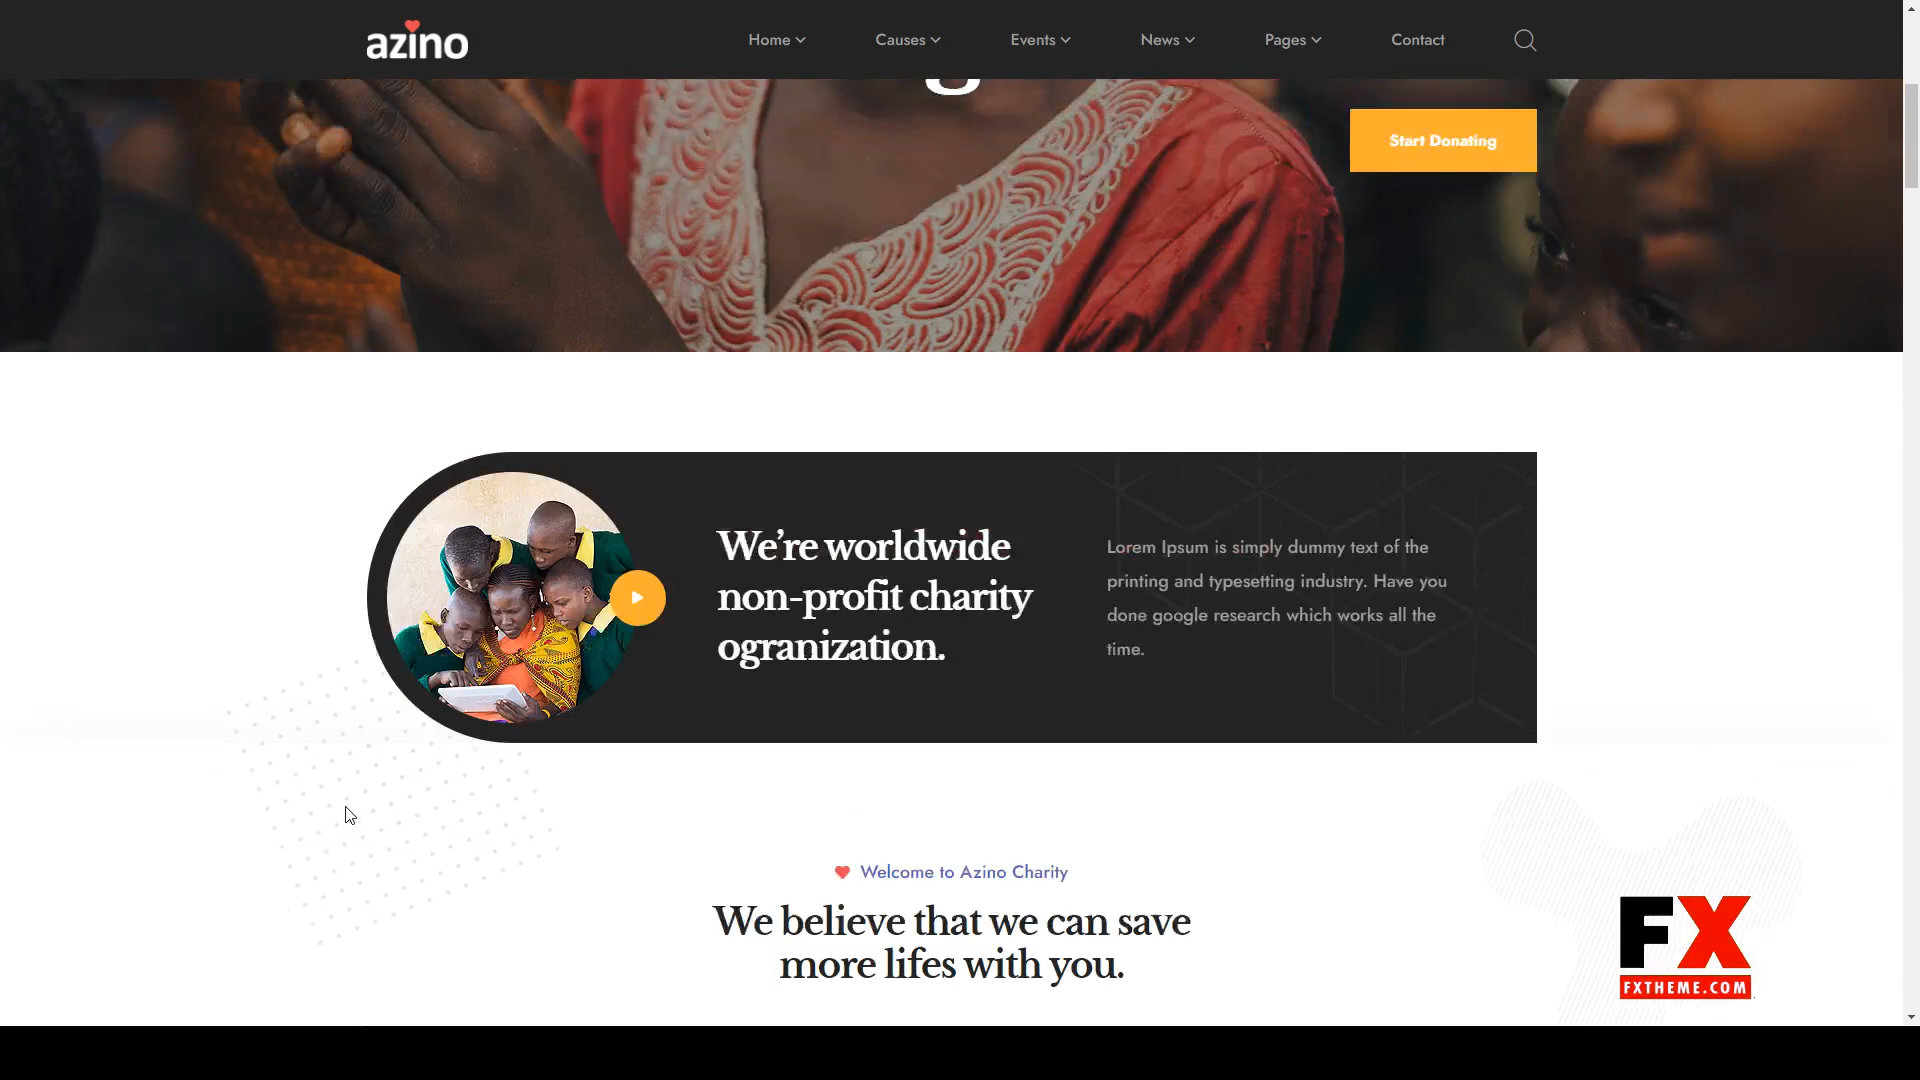 azino
Home
Causes
Events
News
Pages
Contact
Start Donating
We’re worldwide
non-profit charity
ogranization.
Lorem Ipsum is simply dummy text of the
printing and typesetting industry. Have you
done google research which works all the
time.
Welcome to Azino Charity
We believe that we can save
more lifes with you.
FX
FXTHEME.COM